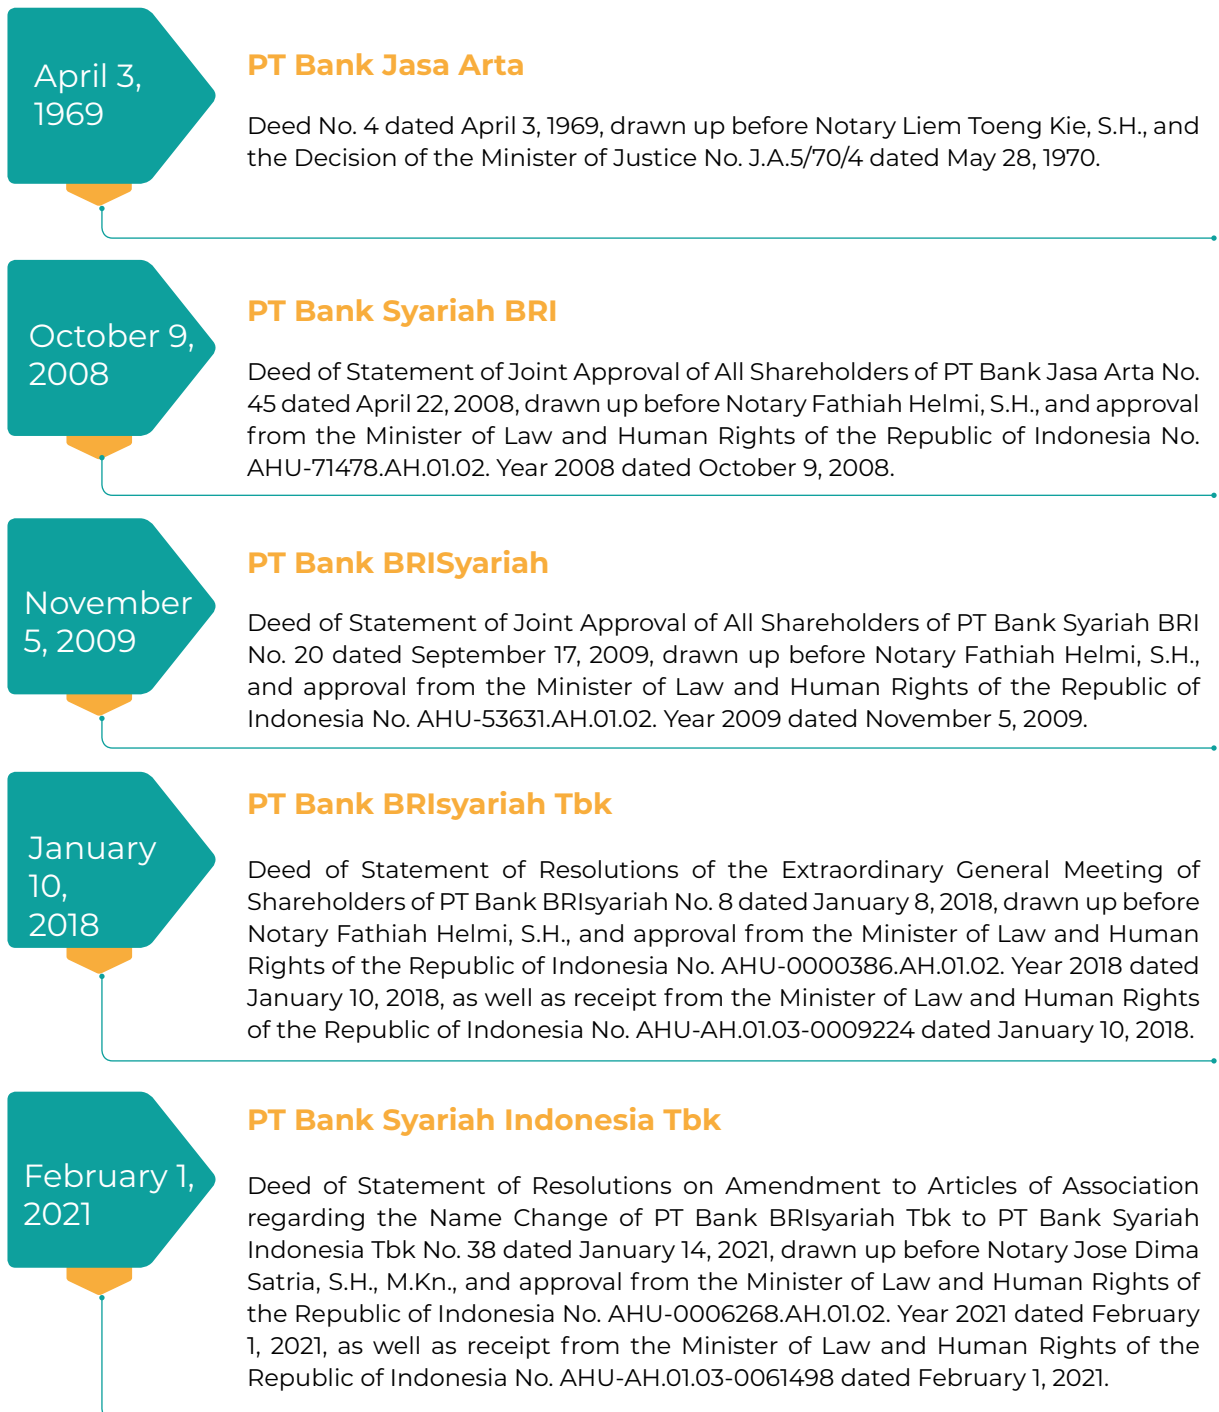 April 3,
1969
PT Bank Jasa Arta
Deed No. 4 dated April 3, 1969, drawn up before Notary Liem Toeng Kie, S.H., and
the Decision of the Minister of Justice No. J.A.5/70/4 dated May 28, 1970.
October 9,
2008
PT Bank Syariah BRI
Deed of Statement of Joint Approval of All Shareholders of PT Bank Jasa Arta No.
45 dated April 22, 2008, drawn up before Notary Fathiah Helmi, S.H., and approval
from the Minister of Law and Human Rights of the Republic of Indonesia No.
AHU-71478.AH.01.02. Year 2008 dated October 9, 2008.
November
5, 2009
PT Bank BRISyariah
Deed of Statement of Joint Approval of All Shareholders of PT Bank Syariah BRI
No. 20 dated September 17, 2009, drawn up before Notary Fathiah Helmi, S.H.,
and approval from the Minister of Law and Human Rights of the Republic of
Indonesia No. AHU-53631.AH.01.02. Year 2009 dated November 5, 2009.
January
10,
2018
PT Bank BRIsyariah Tbk
Deed of Statement of Resolutions of the Extraordinary General Meeting of
Shareholders of PT Bank BRIsyariah No. 8 dated January 8, 2018, drawn up before
Notary Fathiah Helmi, S.H., and approval from the Minister of Law and Human
Rights of the Republic of Indonesia No. AHU-0000386.AH.01.02. Year 2018 dated
January 10, 2018, as well as receipt from the Minister of Law and Human Rights
of the Republic of Indonesia No. AHU-AH.01.03-0009224 dated January 10, 2018.
February 1,
2021
PT Bank Syariah Indonesia Tbk
Deed of Statement of Resolutions on Amendment to Articles of Association
regarding the Name Change of PT Bank BRIsyariah Tbk to PT Bank Syariah
Indonesia Tbk No. 38 dated January 14, 2021, drawn up before Notary Jose Dima
Satria, S.H., M.Kn., and approval from the Minister of Law and Human Rights of
the Republic of Indonesia No. AHU-0006268.AH.01.02. Year 2021 dated February
1, 2021, as well as receipt from the Minister of Law and Human Rights of the
Republic of Indonesia No. AHU-AH.01.03-0061498 dated February 1, 2021.